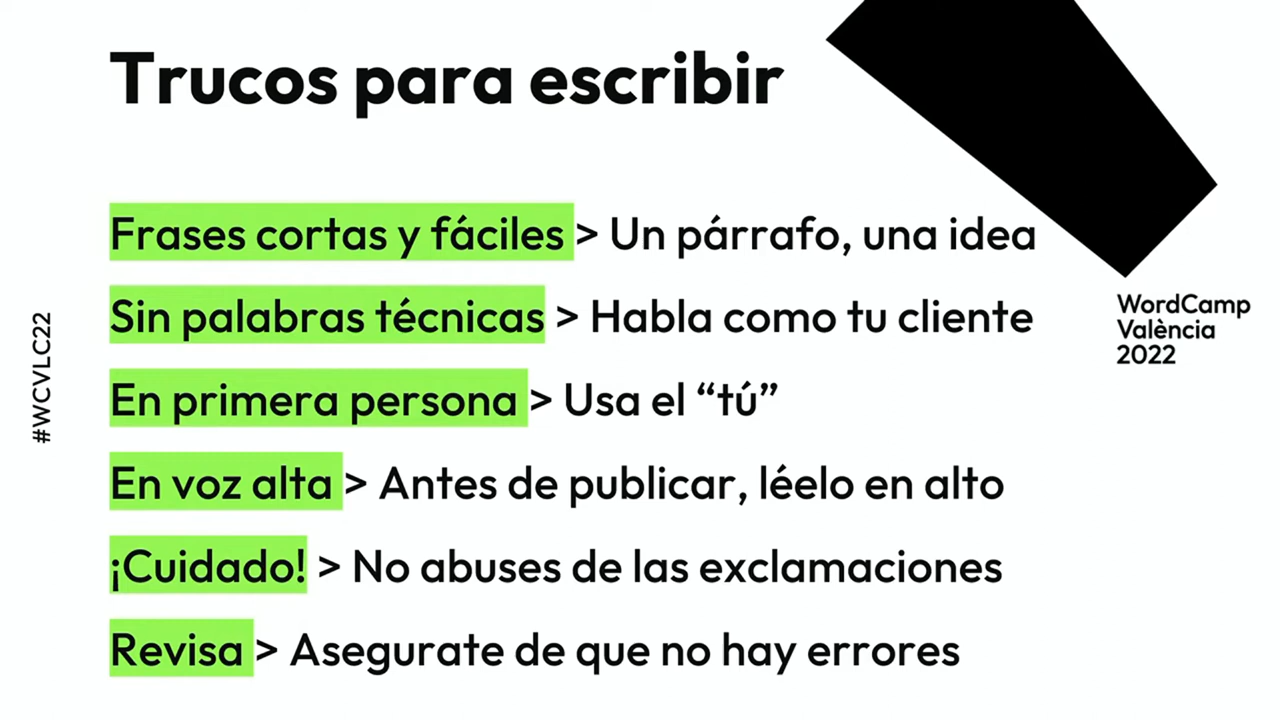 Trucos para escribir
Frases cortas y fáciles > Un párrafo, una idea
Sin palabras técnicas > Habla como tu cliente
En primera persona > Usa el “tú”
En voz alta > Antes de publicar, léelo en alto
¡Cuidado! > No abuses de las exclamaciones
Revisa > Asegurate de que no hay errores
#WCVLC22
WordCamp
València
2022